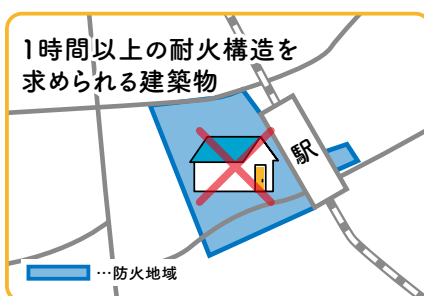 1時間以上の耐火構造を
求められる建築物
駅
…防火地域